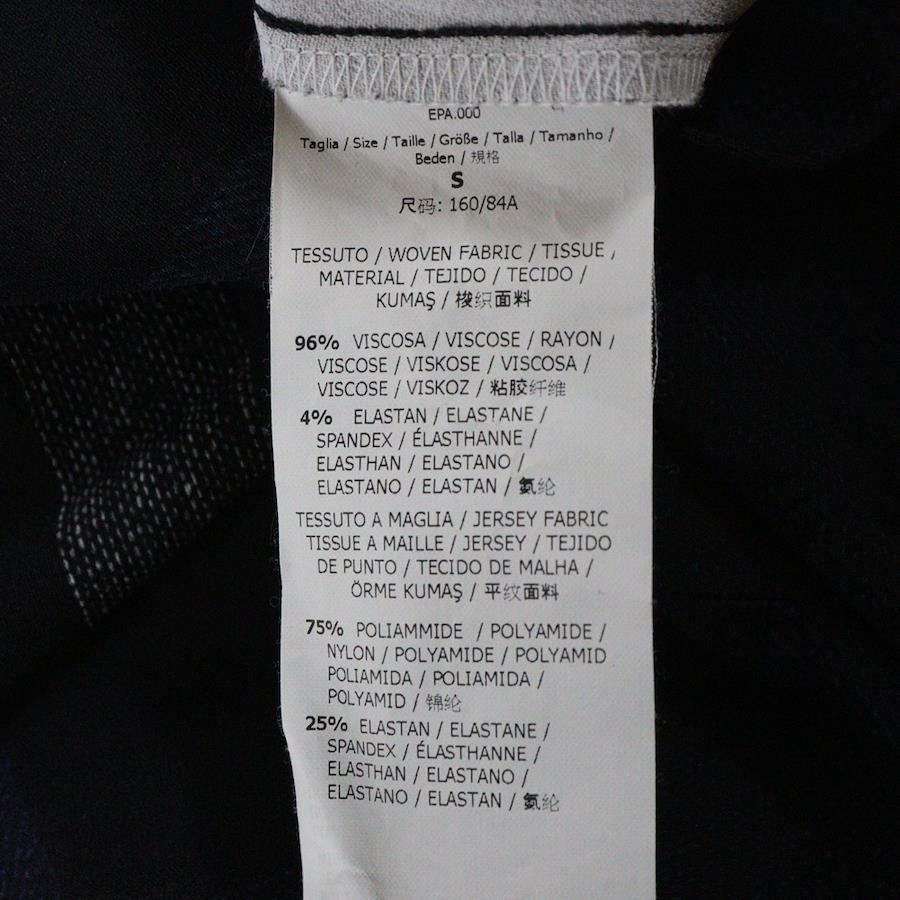 EPA.000
Taglia / Size / Taille / Größe / Talla / Tamanho /
Beden / 規格
S
尺码: 160/84A
TESSUTO / WOVEN FABRIC / TISSUE /
MATERIAL / TEJIDO / TECIDO /
KUMAŞ / 梭织面料
96% VISCOSA / VISCOSE / RAYON /
VISCOSE / VISKOSE / VISCOSA /
VISCOSE / VISKOZ / 粘胶纤维
4% ELASTAN / ELASTANE /
SPANDEX / ÉLASTHANNE /
ELASTHAN / ELASTANO /
ELASTANO / ELASTAN / 氨纶
TESSUTO A MAGLIA / JERSEY FABRIC
TISSUE A MAILLE / JERSEY / TEJIDO
DE PUNTO / TECIDO DE MALHA /
ÖRME KUMAŞ / 平纹面料
75% POLIAMMIDE / POLYAMIDE /
NYLON / POLYAMIDE / POLYAMID
POLIAMIDA / POLIAMIDA /
POLYAMID / 锦纶
25% ELASTAN / ELASTANE /
SPANDEX / ÉLASTHANNE /
ELASTHAN / ELASTANO /
ELASTANO / ELASTAN / 氨纶